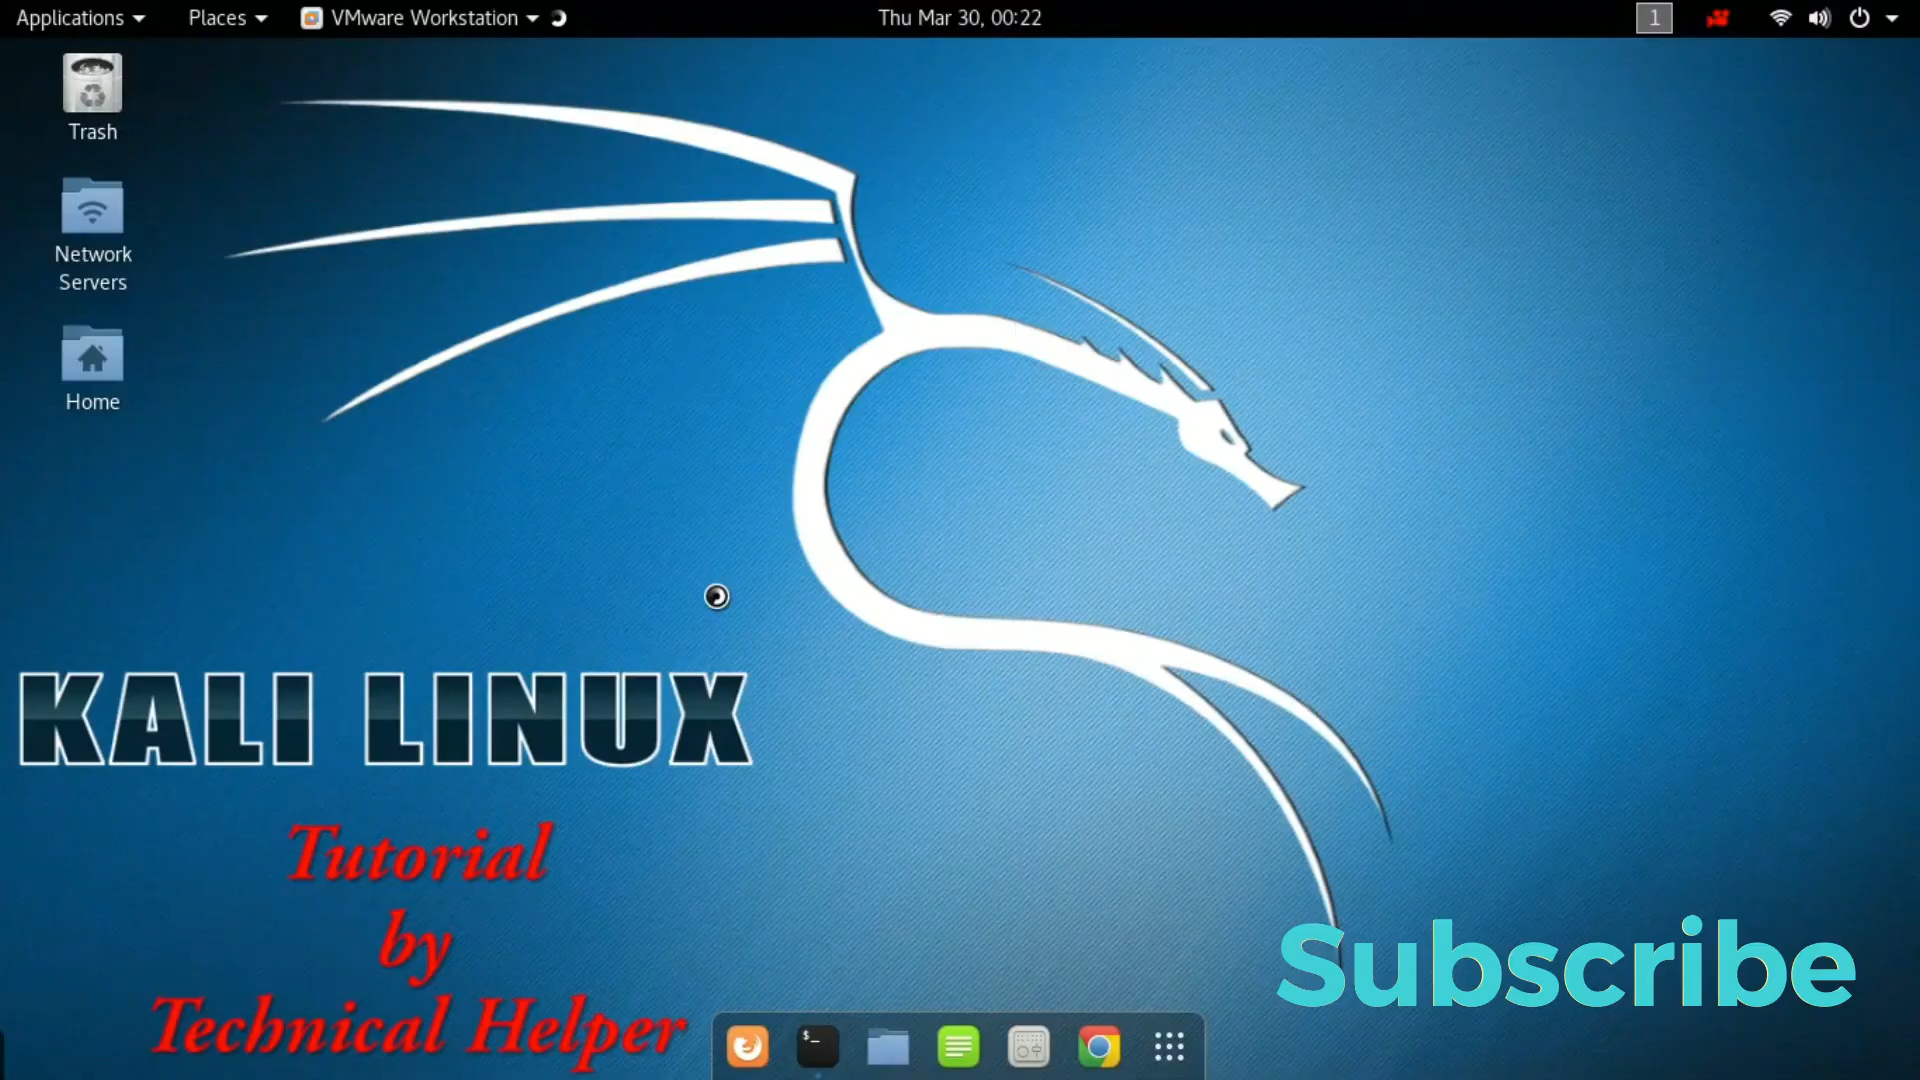 Applications
Places
VMware Workstation
Thu Mar 30, 00:22
1
Trash
Network
Servers
Home
KALI LINUX
Tutorial
by
Technical Helper
Subscribe
$_